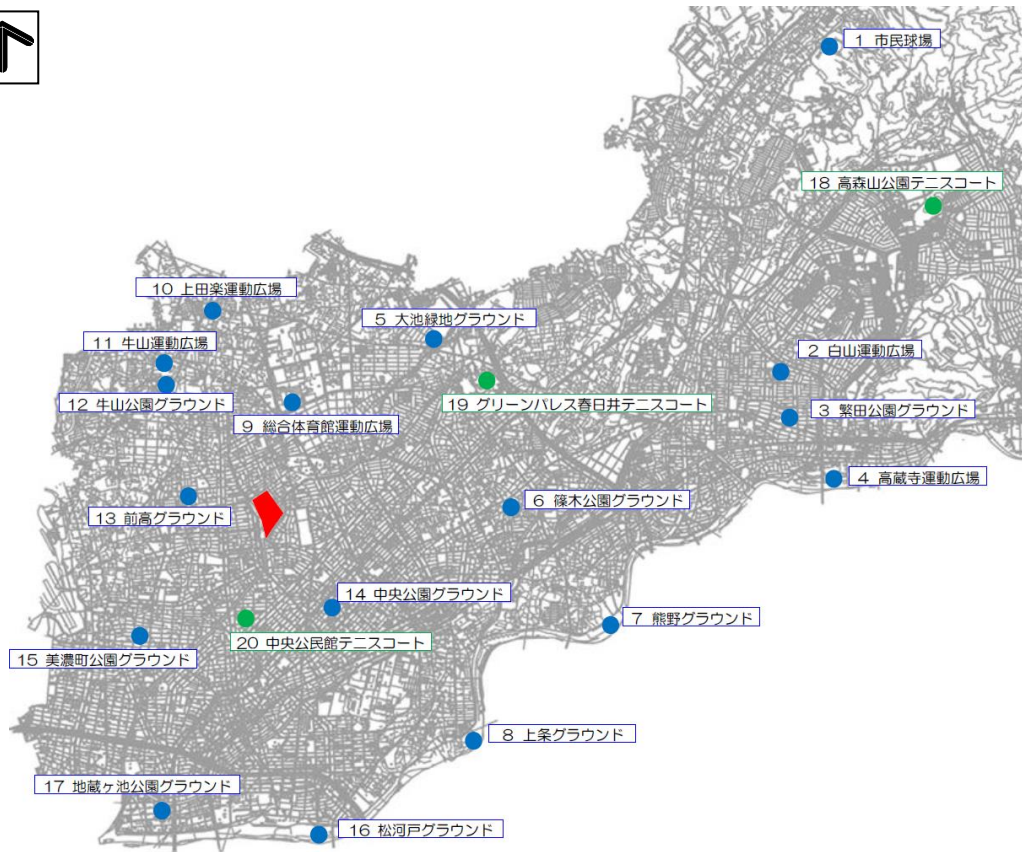 1 市民球場
18 高森山公園テニスコート
10 上田楽運動広場
5 大池緑地グラウンド
11 牛山運動広場
2 白山運動広場
12 牛山公園グラウンド
19 グリーンパレス春日井テニスコート
3 繁田公園グラウンド
9 総合体育館運動広場
4 高蔵寺運動広場
6 篠木公園グラウンド
13 前高グラウンド
14 中央公園グラウンド
7 熊野グラウンド
20 中央公民館テニスコート
15 美濃町公園グラウンド
8 上条グラウンド
17 地蔵ヶ池公園グラウンド
16 松河戸グラウンド